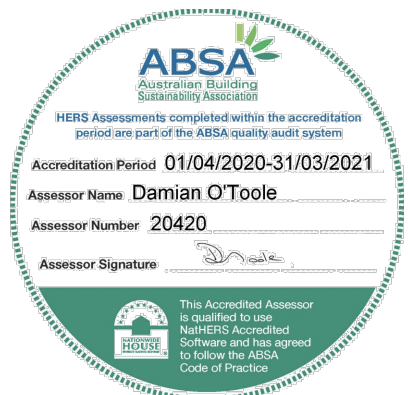 ABSA
Australian Building
Sustainability Association
HERS Assessments completed within the accreditation
period are part of the ABSA quality audit system
Accreditation Period 01/04/2020-31/03/2021
Assessor Name Damian O'Toole
Assessor Number 20420
Assessor Signature
This Accredited Assessor
is qualified to use
NatHERS Accredited
Software and has agreed
to follow the ABSA
Code of Practice
NATIONWIDE
HOUSE